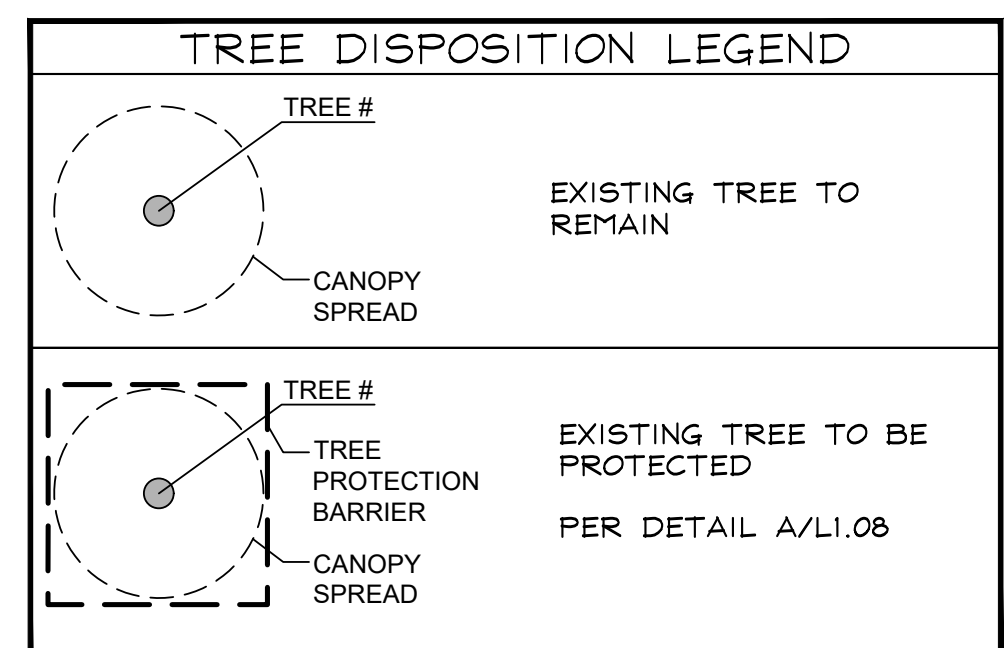 TREE DISPOSITION LEGEND
TREE #
EXISTING TREE TO
REMAIN
CANOPY
SPREAD
TREE #
TREE
PROTECTION
BARRIER
CANOPY
SPREAD
EXISTING TREE TO BE
PROTECTED
PER DETAIL A/L1.08